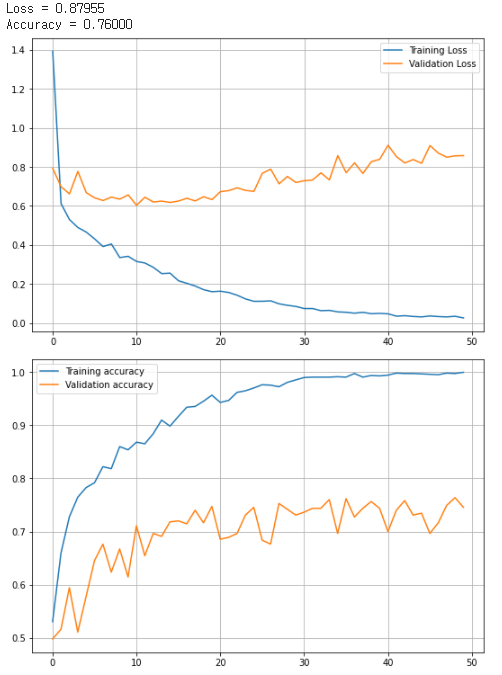 Loss = 0.87955
Accuracy = 0.76000
Training Loss
Validation Loss
1.4
1.2
1.0
0.8
0.6
0.4
0.2
0.0
0 10 20 30 40 50
Training accuracy
Validation accuracy
1.0
0.9
0.8
0.7
0.6
0.5
0 10 20 30 40 50